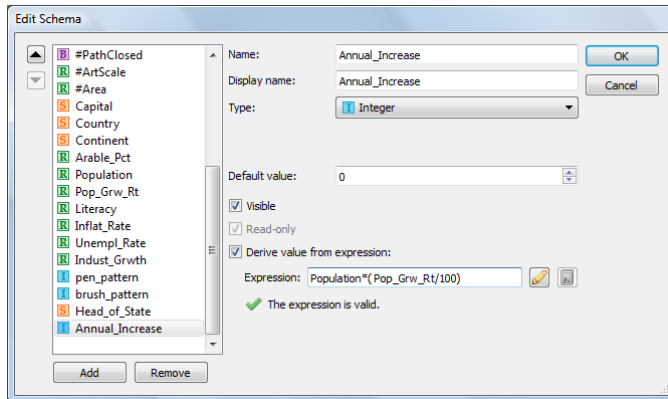 Edit Schema
B #PathClosed
R #ArtScale
R #Area
S Capital
S Country
S Continent
R Arable_Pct
R Population
R Pop_Grw_Rt
R Literacy
R Inflat_Rate
R Unempl_Rate
R Indust_Grwth
I pen_pattern
I brush_pattern
S Head_of_State
I Annual_Increase
Add Remove
Name: Annual_Increase
Display name: Annual_Increase
Type: I Integer
Default value: 0
Visible
Read-only
Derive value from expression:
Expression: Population*( Pop_Grw_Rt/100)
The expression is valid.
OK
Cancel